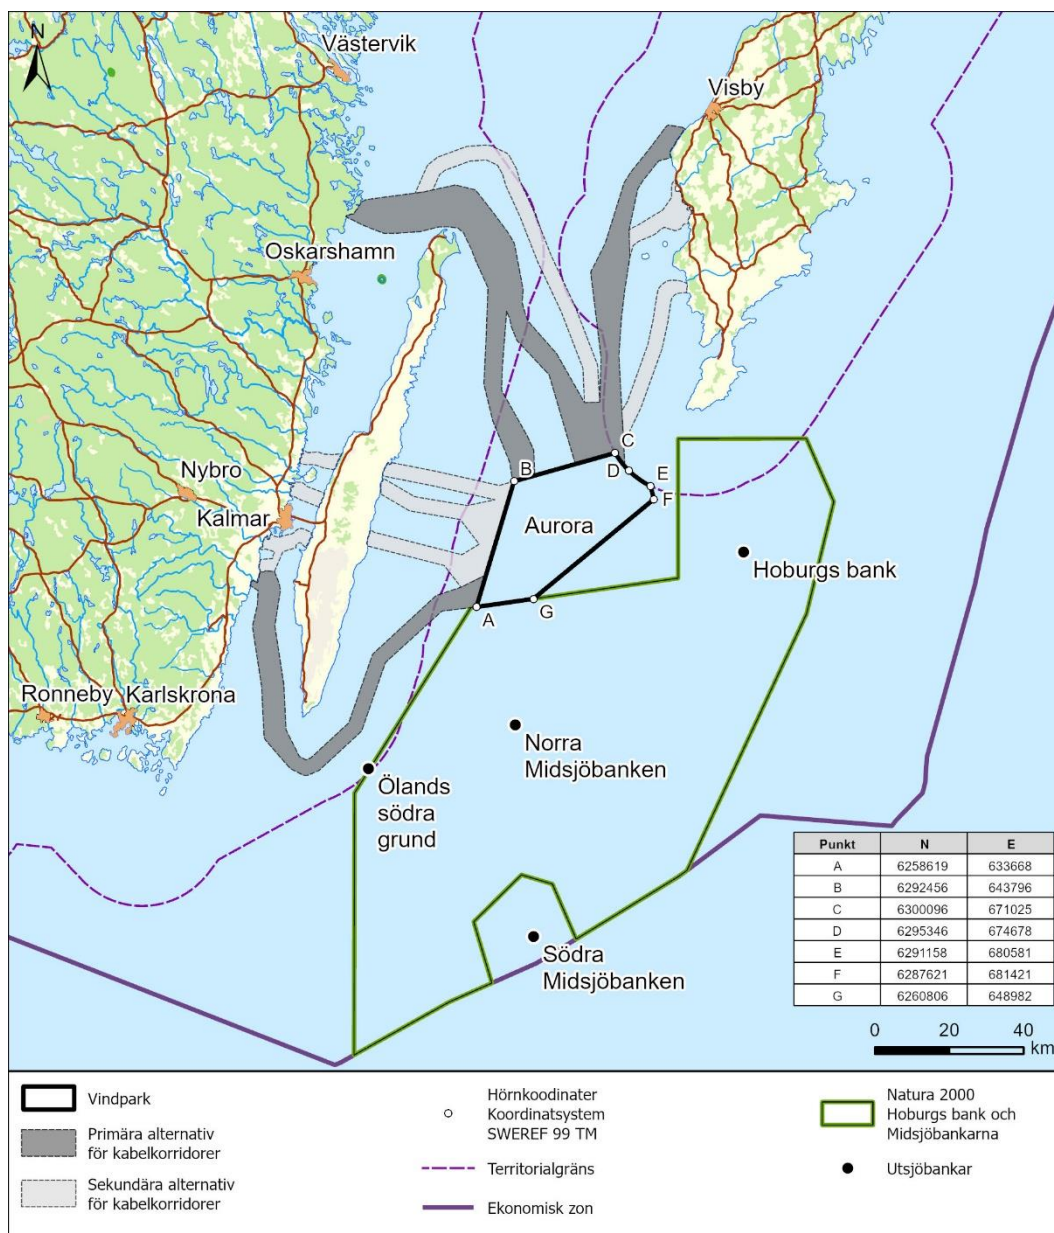 N
Västervik
Visby
Oskarshamn
C
B
D
E
F
Nybro
Kalmar
Aurora
Hoburgs bank
A
G
Ronneby
Karlskrona
Norra
Midsjöbanken
Ölands
södra
grund
Södra
Midsjöbanken
Punkt N E
A 6258619 633668
B 6292456 643796
C 6300096 671025
D 6295346 674678
E 6291158 680581
F 6287621 681421
G 6260806 648982
0 20 40
km
Vindpark
Primära alternativ
för kabelkorridorer
Sekundära alternativ
för kabelkorridorer
Hörnkoodinater
Koordinatsystem
SWEREF 99 TM
Territorialgräns
Ekonomisk zon
Natura 2000
Hoburgs bank och
Midsjöbankarna
Utsjöbankar